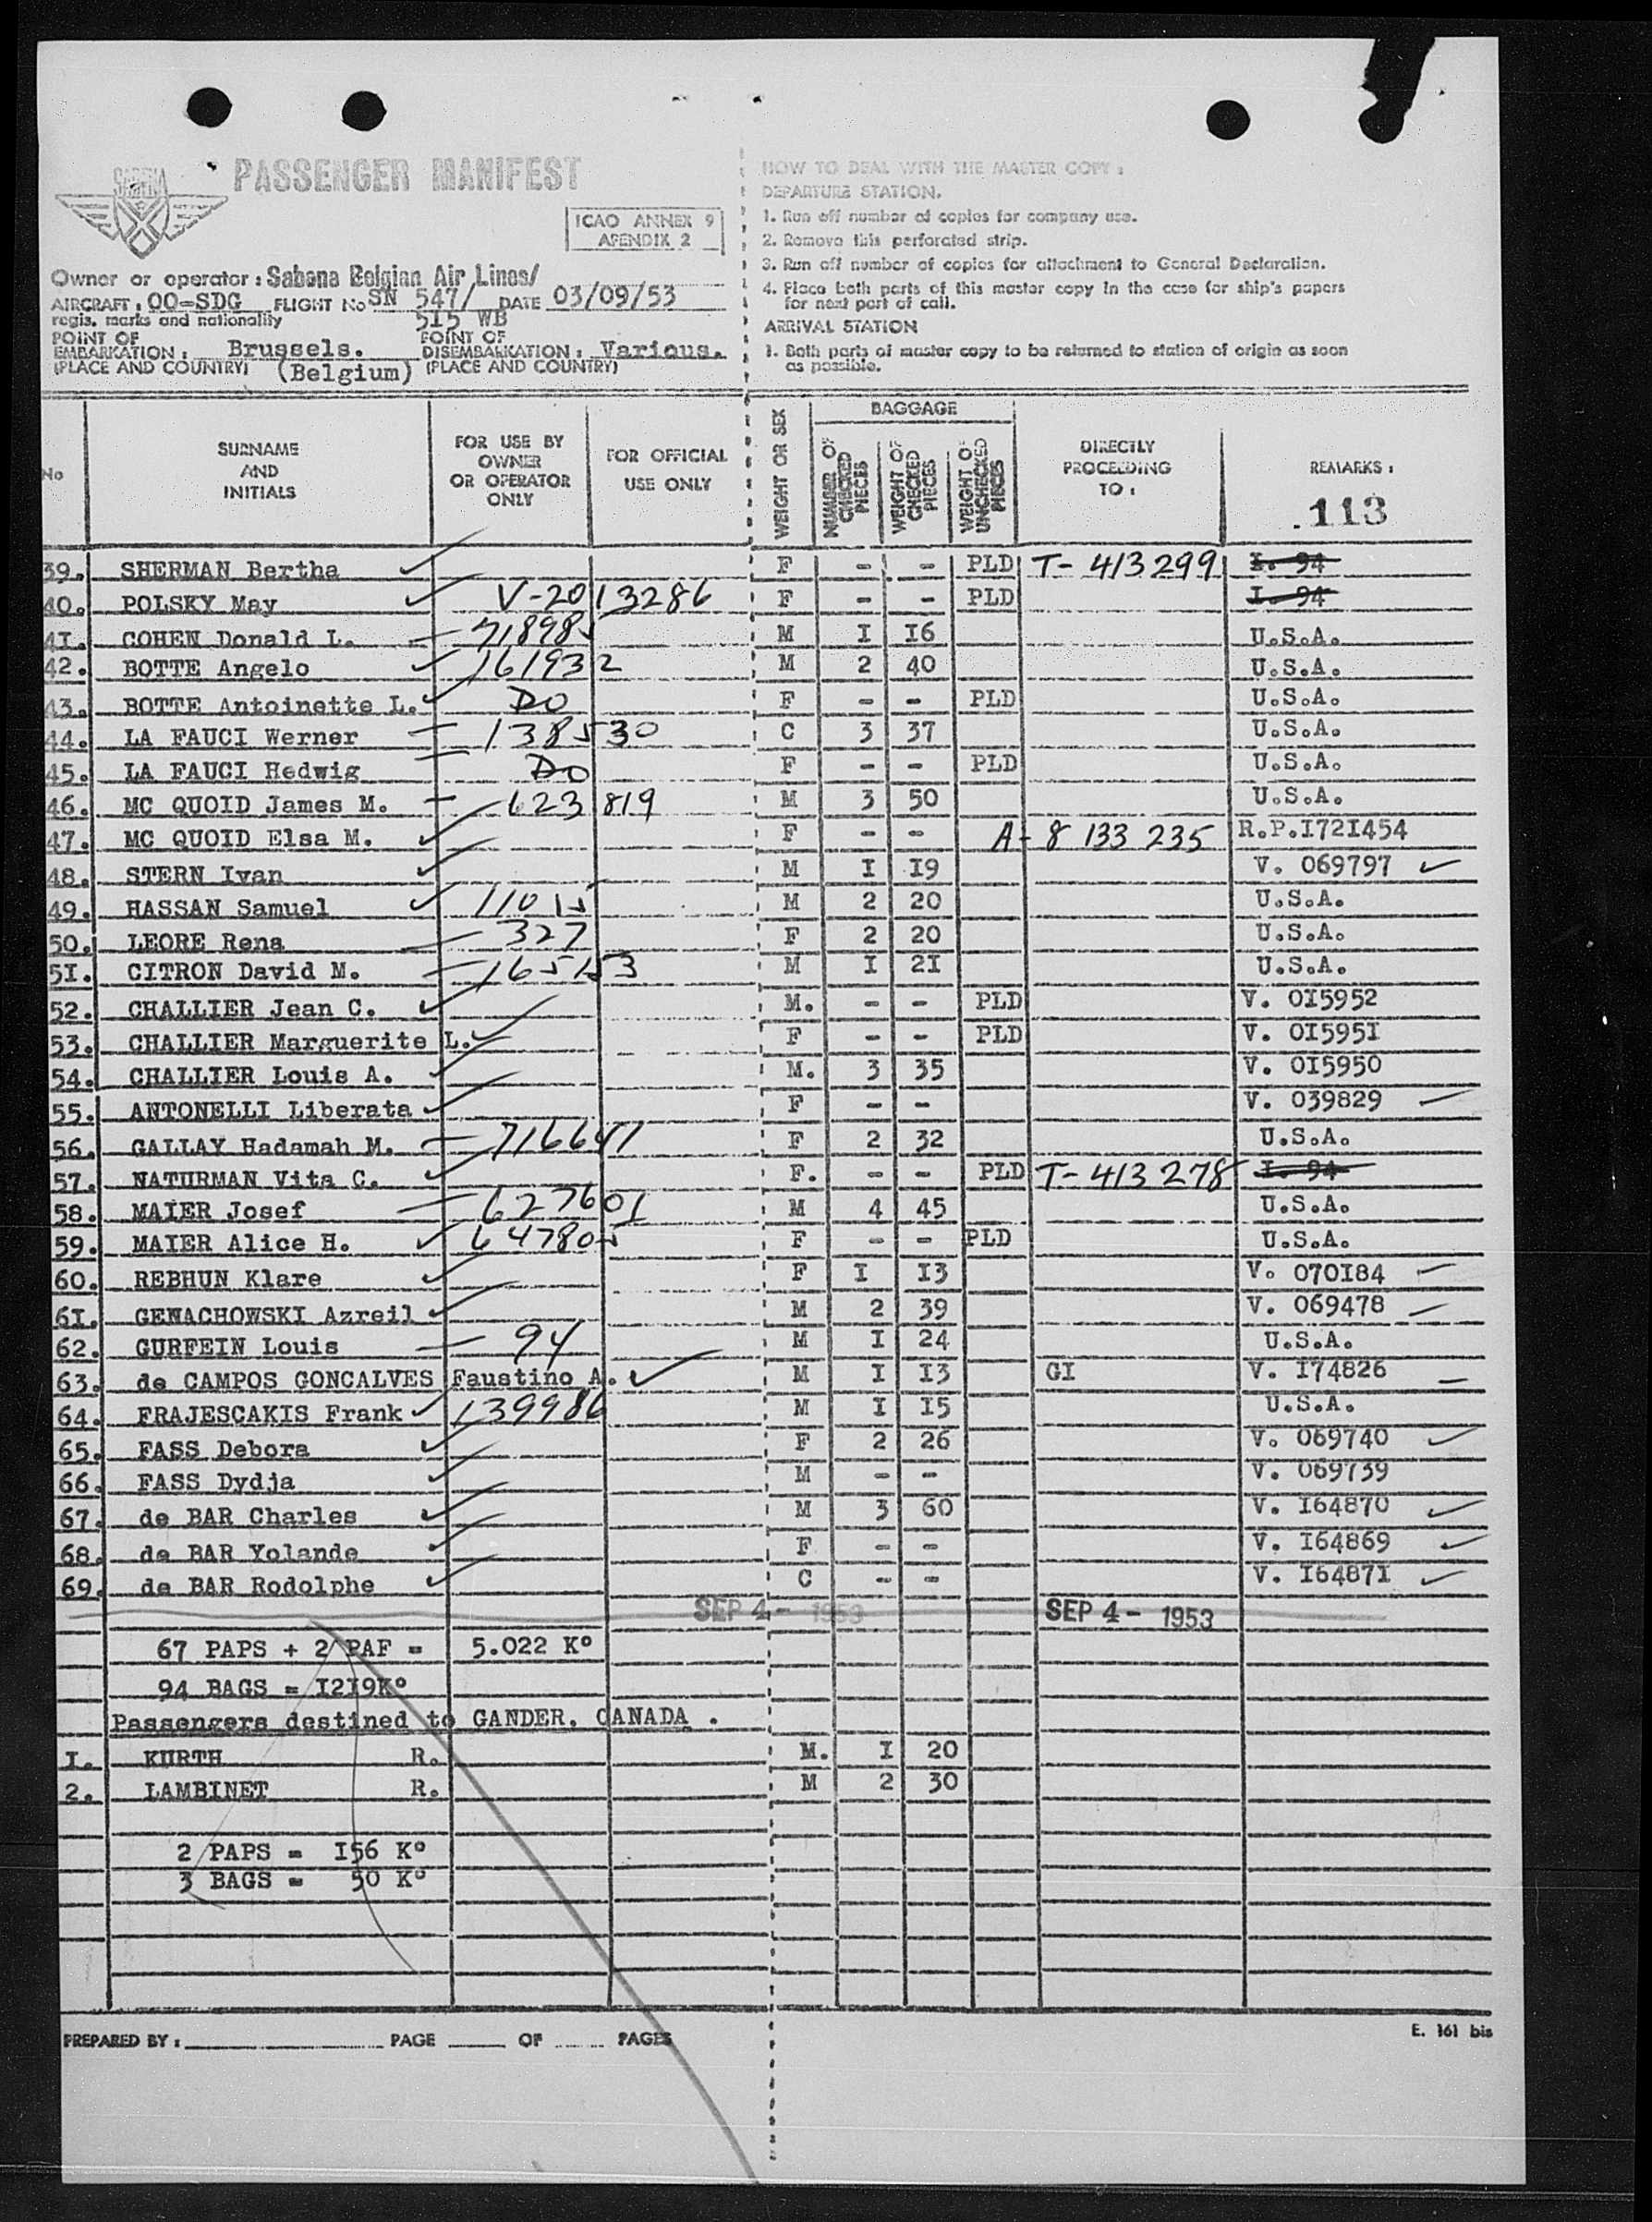 SABENA
PASSENGER MANIFEST
ICAO ANNEX 9
APENDIX 2
Owner or operator : Sabena Belgian Air Lines/
AIRCRAFT : OO-SDG FLIGHT No SN 547/ DATE 03/09/53
regis. marks and nationality 515 WB
POINT OF EMBARKATION : Brussels. POINT OF DISEMBARKATION : Various.
(PLACE AND COUNTRY) (Belgium) (PLACE AND COUNTRY)
HOW TO DEAL WITH THE MASTER COPY :
DEPARTURE STATION.
1. Run off number of copies for company use.
2. Remove this perforated strip.
3. Run off number of copies for attachment to General Declaration.
4. Place both parts of this master copy in the case for ship's papers
for next port of call.
ARRIVAL STATION
1. Both parts of master copy to be returned to station of origin as soon
as possible.
No
SURNAME AND INITIALS
FOR USE BY OWNER OR OPERATOR ONLY
FOR OFFICIAL USE ONLY
WEIGHT OR SEX
BAGGAGE
NUMBER OF CHECKED PIECES
WEIGHT OF CHECKED PIECES
WEIGHT OF UNCHECKED PIECES
DIRECTLY PROCEEDING TO :
REMARKS :
113
39. SHERMAN Bertha F - - PLD T-413299 I. 94
40. POLSKY May V-2013286 F - - PLD I. 94
41. COHEN Donald L. 718985 M I I6 U.S.A.
42. BOTTE Angelo 161932 M 2 40 U.S.A.
43. BOTTE Antoinette L. DO F - - PLD U.S.A.
44. LA FAUCI Werner 138530 C 3 37 U.S.A.
45. LA FAUCI Hedwig DO F - - PLD U.S.A.
46. MC QUOID James M. 623819 M 3 50 U.S.A.
47. MC QUOID Elsa M. F - - A-8 133 235 R.P.I72I454
48. STERN Ivan M I I9 V. 069797
49. HASSAN Samuel 11015 M 2 20 U.S.A.
50. LEORE Rena 327 F 2 20 U.S.A.
5I. CITRON David M. 165153 M I 2I U.S.A.
52. CHALLIER Jean C. M. - - PLD V. 0I5952
53. CHALLIER Marguerite L. F - - PLD V. 0I595I
54. CHALLIER Louis A. M. 3 35 V. 0I5950
55. ANTONELLI Liberata F - - V. 039829
56. GALLAY Hadamah M. 716641 F 2 32 U.S.A.
57. NATURMAN Vita C. F. - - PLD T-413278 I. 94
58. MAIER Josef 627601 M 4 45 U.S.A.
59. MAIER Alice H. 647805 F - - PLD U.S.A.
60. REBHUN Klare F I I3 V. 070I84
6I. GEWACHOWSKI Azreil M 2 39 V. 069478
62. GURFEIN Louis 94 M I 24 U.S.A.
63. de CAMPOS GONCALVES Faustino A. M I I3 GI V. I74826
64. FRAJESCAKIS Frank 139986 M I I5 U.S.A.
65. FASS Debora F 2 26 V. 069740
66. FASS Dydja M - - V. 069739
67. de BAR Charles M 3 60 V. I64870
68. de BAR Yolande F - - V. I64869
69. de BAR Rodolphe C - - V. I6487I
SEP 4 - 1953 SEP 4 - 1953
67 PAPS + 2 PAF = 5.022 K°
94 BAGS = I2I9K°
Passengers destined to GANDER. CANADA .
I. KURTH R. M. I 20
2. LAMBINET R. M 2 30
2 PAPS = I56 K°
3 BAGS = 50 K°
PREPARED BY : PAGE OF PAGES
E. 161 bis